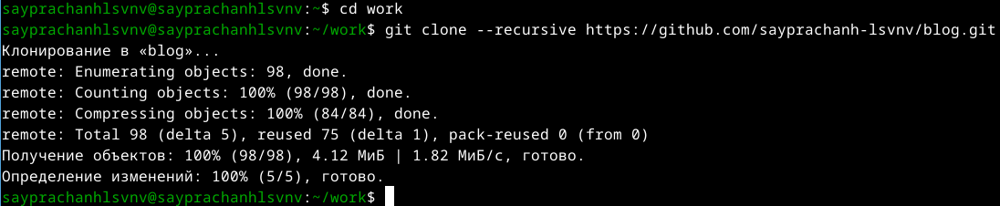 sayprachanhlsvnv@sayprachanhlsvnv:~$ cd work
sayprachanhlsvnv@sayprachanhlsvnv:~/work$ git clone --recursive https://github.com/sayprachanh-lsvnv/blog.git
Клонирование в «blog»...
remote: Enumerating objects: 98, done.
remote: Counting objects: 100% (98/98), done.
remote: Compressing objects: 100% (84/84), done.
remote: Total 98 (delta 5), reused 75 (delta 1), pack-reused 0 (from 0)
Получение объектов: 100% (98/98), 4.12 МиБ | 1.82 МиБ/с, готово.
Определение изменений: 100% (5/5), готово.
sayprachanhlsvnv@sayprachanhlsvnv:~/work$